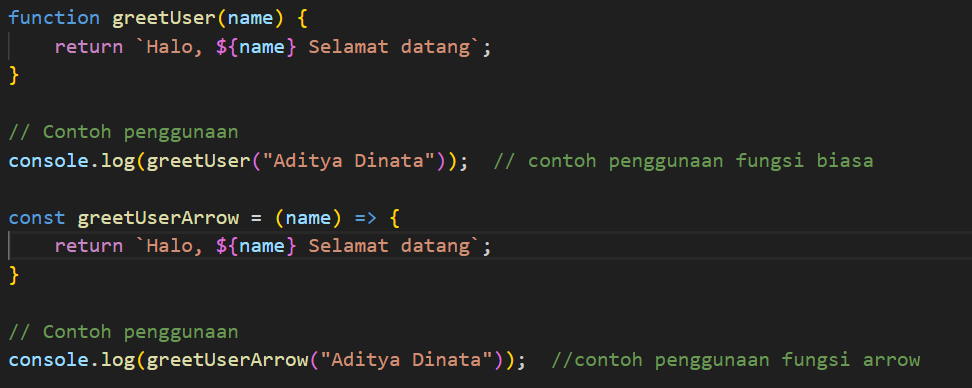 function greetUser(name) {
    return `Halo, ${name} Selamat datang`;
}
// Contoh penggunaan
console.log(greetUser("Aditya Dinata"));  // contoh penggunaan fungsi biasa
const greetUserArrow = (name) => {
    return `Halo, ${name} Selamat datang`;
}
// Contoh penggunaan
console.log(greetUserArrow("Aditya Dinata"));  //contoh penggunaan fungsi arrow